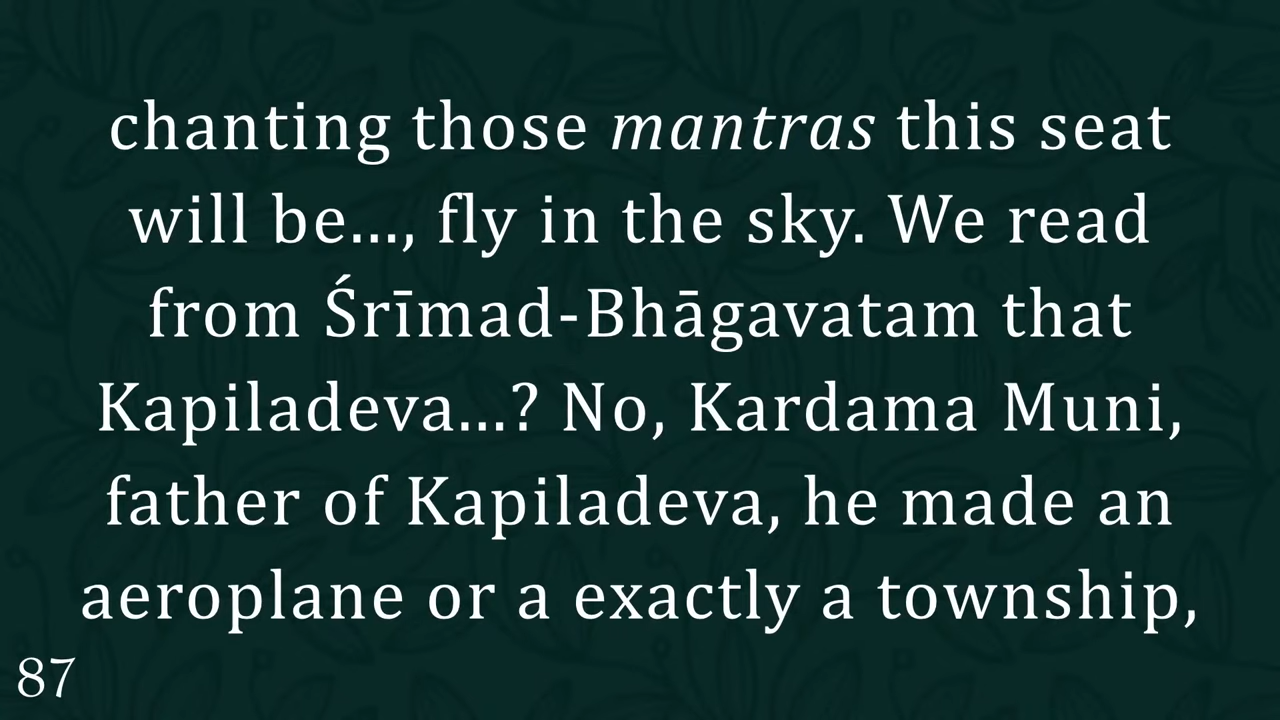 chanting those mantras this seat
will be..., fly in the sky. We read
from Śrīmad-Bhāgavatam that
Kapiladeva...? No, Kardama Muni,
father of Kapiladeva, he made an
aeroplane or a exactly a township,
87